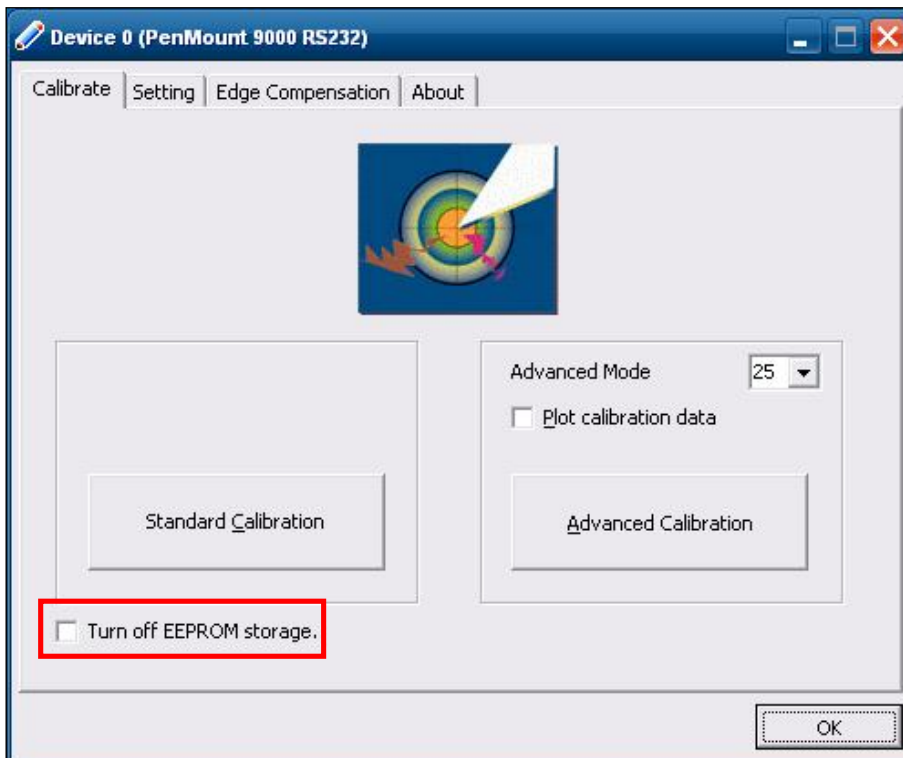 Device 0 (PenMount 9000 RS232)
Calibrate Setting Edge Compensation About
Advanced Mode 25
Plot calibration data
Standard Calibration Advanced Calibration
Turn off EEPROM storage.
OK